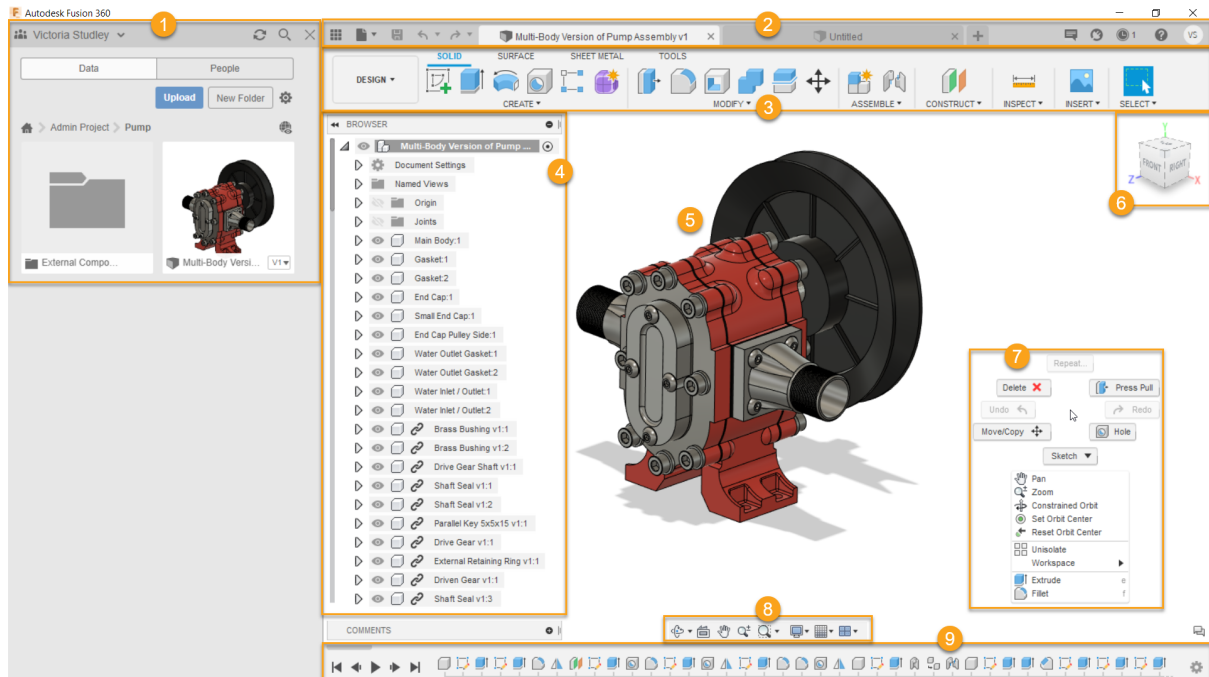 Autodesk Fusion 360
1
Victoria Studley
Data People
Upload New Folder
Admin Project > Pump
External Compo...
Multi-Body Versi... V1
2
Multi-Body Version of Pump Assembly v1
Untitled
1
VS
SOLID SURFACE SHEET METAL TOOLS
DESIGN
CREATE MODIFY ASSEMBLE CONSTRUCT INSPECT INSERT SELECT
3
BROWSER
4
Multi-Body Version of Pump ...
Document Settings
Named Views
Origin
Joints
Main Body:1
Gasket:1
Gasket:2
End Cap:1
Small End Cap:1
End Cap Pulley Side:1
Water Outlet Gasket:1
Water Outlet Gasket:2
Water Inlet / Outlet:1
Water Inlet / Outlet:2
Brass Bushing v1:1
Brass Bushing v1:2
Drive Gear Shaft v1:1
Shaft Seal v1:1
Shaft Seal v1:2
Parallel Key 5x5x15 v1:1
Drive Gear v1:1
External Retaining Ring v1:1
Driven Gear v1:1
Shaft Seal v1:3
COMMENTS
5
Y
FRONT RIGHT
Z X
6
7
Repeat...
Delete Press Pull
Undo Redo
Move/Copy Hole
Sketch
Pan
Zoom
Constrained Orbit
Set Orbit Center
Reset Orbit Center
Unisolate
Workspace
Extrude e
Fillet f
8
9